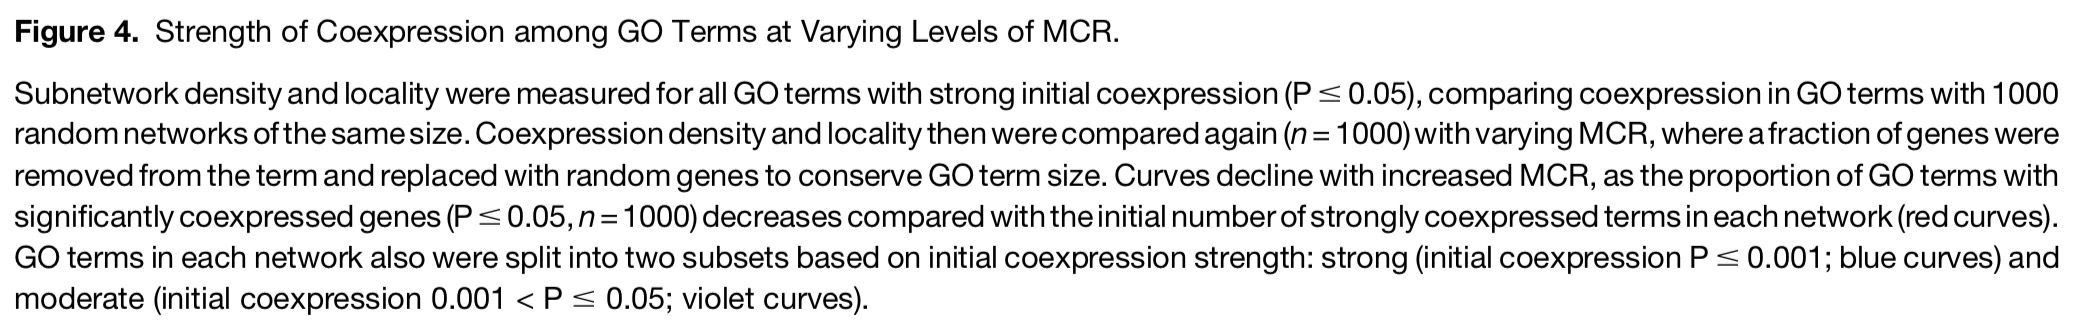 Figure 4. Strength of Coexpression among GO Terms at Varying Levels of MCR.
Subnetwork density and locality were measured for all GO terms with strong initial coexpression (P ≤ 0.05), comparing coexpression in GO terms with 1000
random networks of the same size. Coexpression density and locality then were compared again (n = 1000) with varying MCR, where a fraction of genes were
removed from the term and replaced with random genes to conserve GO term size. Curves decline with increased MCR, as the proportion of GO terms with
significantly coexpressed genes (P ≤ 0.05, n = 1000) decreases compared with the initial number of strongly coexpressed terms in each network (red curves).
GO terms in each network also were split into two subsets based on initial coexpression strength: strong (initial coexpression P ≤ 0.001; blue curves) and
moderate (initial coexpression 0.001 < P ≤ 0.05; violet curves).